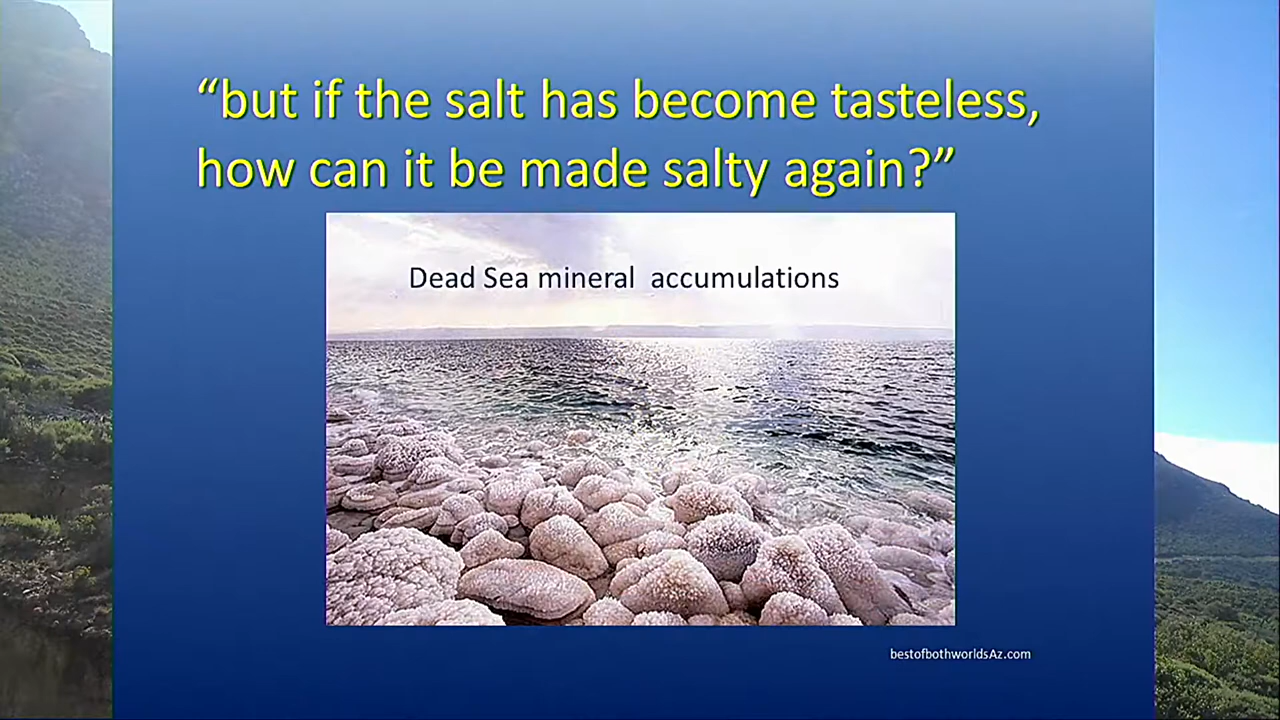 “but if the salt has become tasteless,
how can it be made salty again?”
Dead Sea mineral  accumulations
bestofbothworldsAz.com